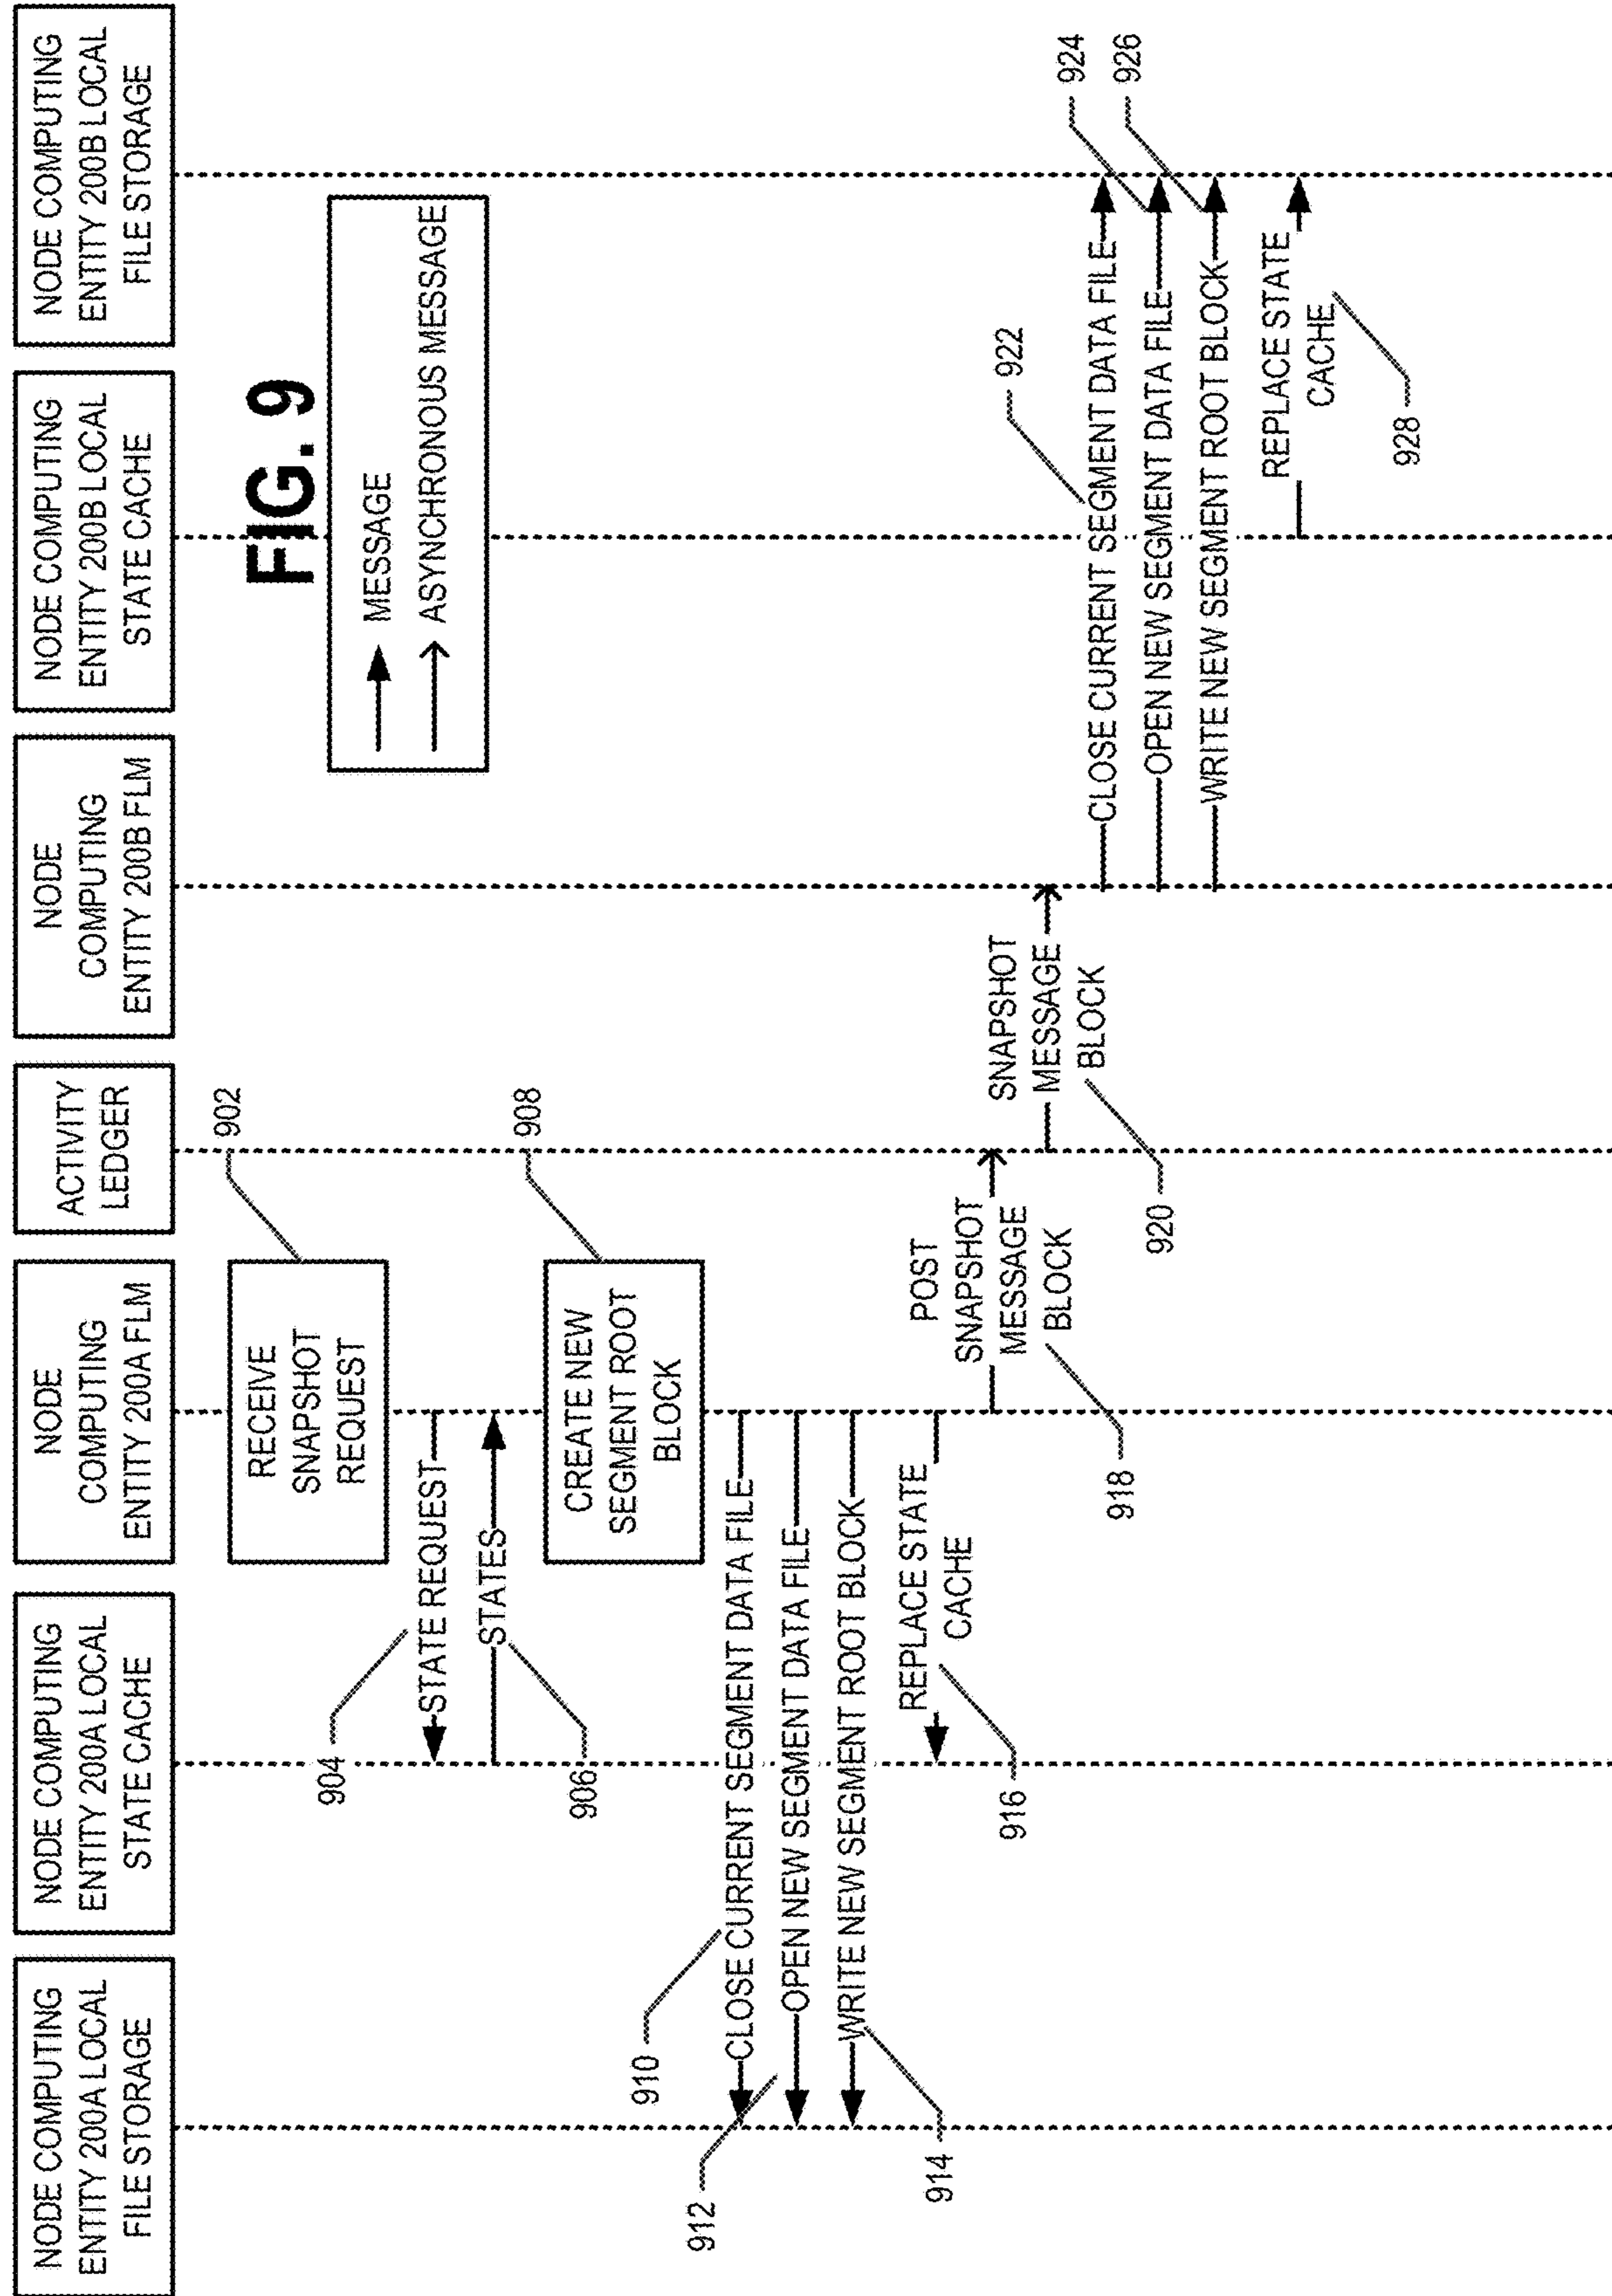 NODE COMPUTING
ENTITY 200A LOCAL
FILE STORAGE
NODE COMPUTING
ENTITY 200A LOCAL
STATE CACHE
NODE
COMPUTING
ENTITY 200A FLM
ACTIVITY
LEDGER
NODE
COMPUTING
ENTITY 200B FLM
NODE COMPUTING
ENTITY 200B LOCAL
STATE CACHE
NODE COMPUTING
ENTITY 200B LOCAL
FILE STORAGE
FIG. 9
MESSAGE
ASYNCHRONOUS MESSAGE
902
RECEIVE
SNAPSHOT
REQUEST
904
STATE REQUEST
STATES
906
908
CREATE NEW
SEGMENT ROOT
BLOCK
910
CLOSE CURRENT SEGMENT DATA FILE
912
OPEN NEW SEGMENT DATA FILE
WRITE NEW SEGMENT ROOT BLOCK
914
REPLACE STATE
CACHE
916
POST
SNAPSHOT
MESSAGE
BLOCK
918
SNAPSHOT
MESSAGE
BLOCK
920
922
CLOSE CURRENT SEGMENT DATA FILE
924
OPEN NEW SEGMENT DATA FILE
926
WRITE NEW SEGMENT ROOT BLOCK
REPLACE STATE
CACHE
928